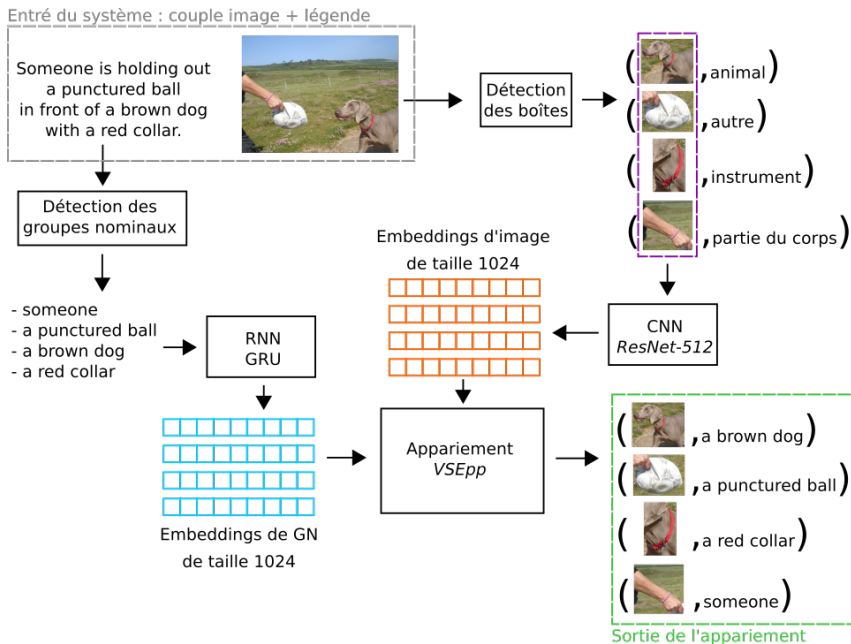 Entré du système : couple image + légende
Someone is holding out
a punctured ball
in front of a brown dog
with a red collar.
Détection
des boîtes
( ,animal)
( ,autre)
( ,instrument)
( ,partie du corps)
Détection des
groupes nominaux
- someone
- a punctured ball
- a brown dog
- a red collar
RNN
GRU
Embeddings d'image
de taille 1024
CNN
ResNet-512
Embeddings de GN
de taille 1024
Appariement
VSEpp
( ,a brown dog)
( ,a punctured ball)
( ,a red collar)
( ,someone)
Sortie de l'appariement